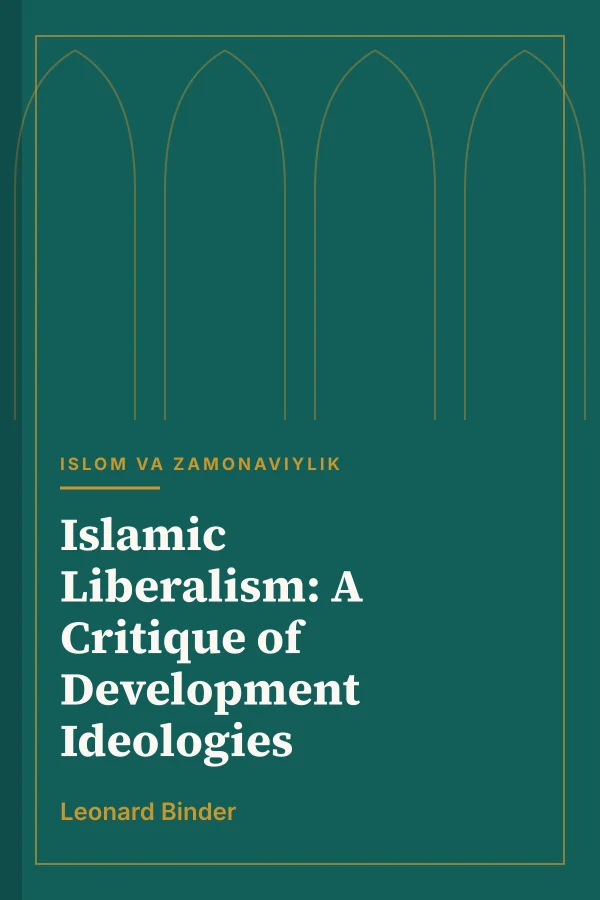 ISLOM VA ZAMONAVIYLIK
Islamic
Liberalism: A
Critique of
Development
Ideologies
Leonard Binder